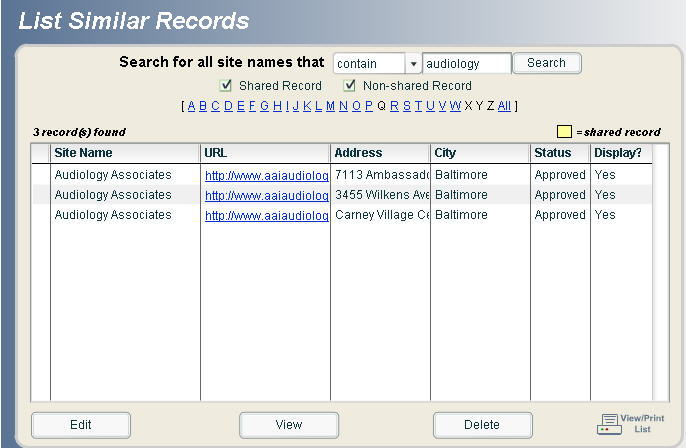 List Similar Records
Search for all site names that contain audiology Search
Shared Record Non-shared Record
[ A B C D E F G H I J K L M N O P Q R S T U V W X Y Z All ]
3 record(s) found = shared record
Site Name URL Address City Status Display?
Audiology Associates http://www.aaiaudiolog 7113 Ambassado Baltimore Approved Yes
Audiology Associates http://www.aaiaudiolog 3455 Wilkens Ave Baltimore Approved Yes
Audiology Associates http://www.aaiaudiolog Carney Village Ce Baltimore Approved Yes
Edit View Delete View/Print
List